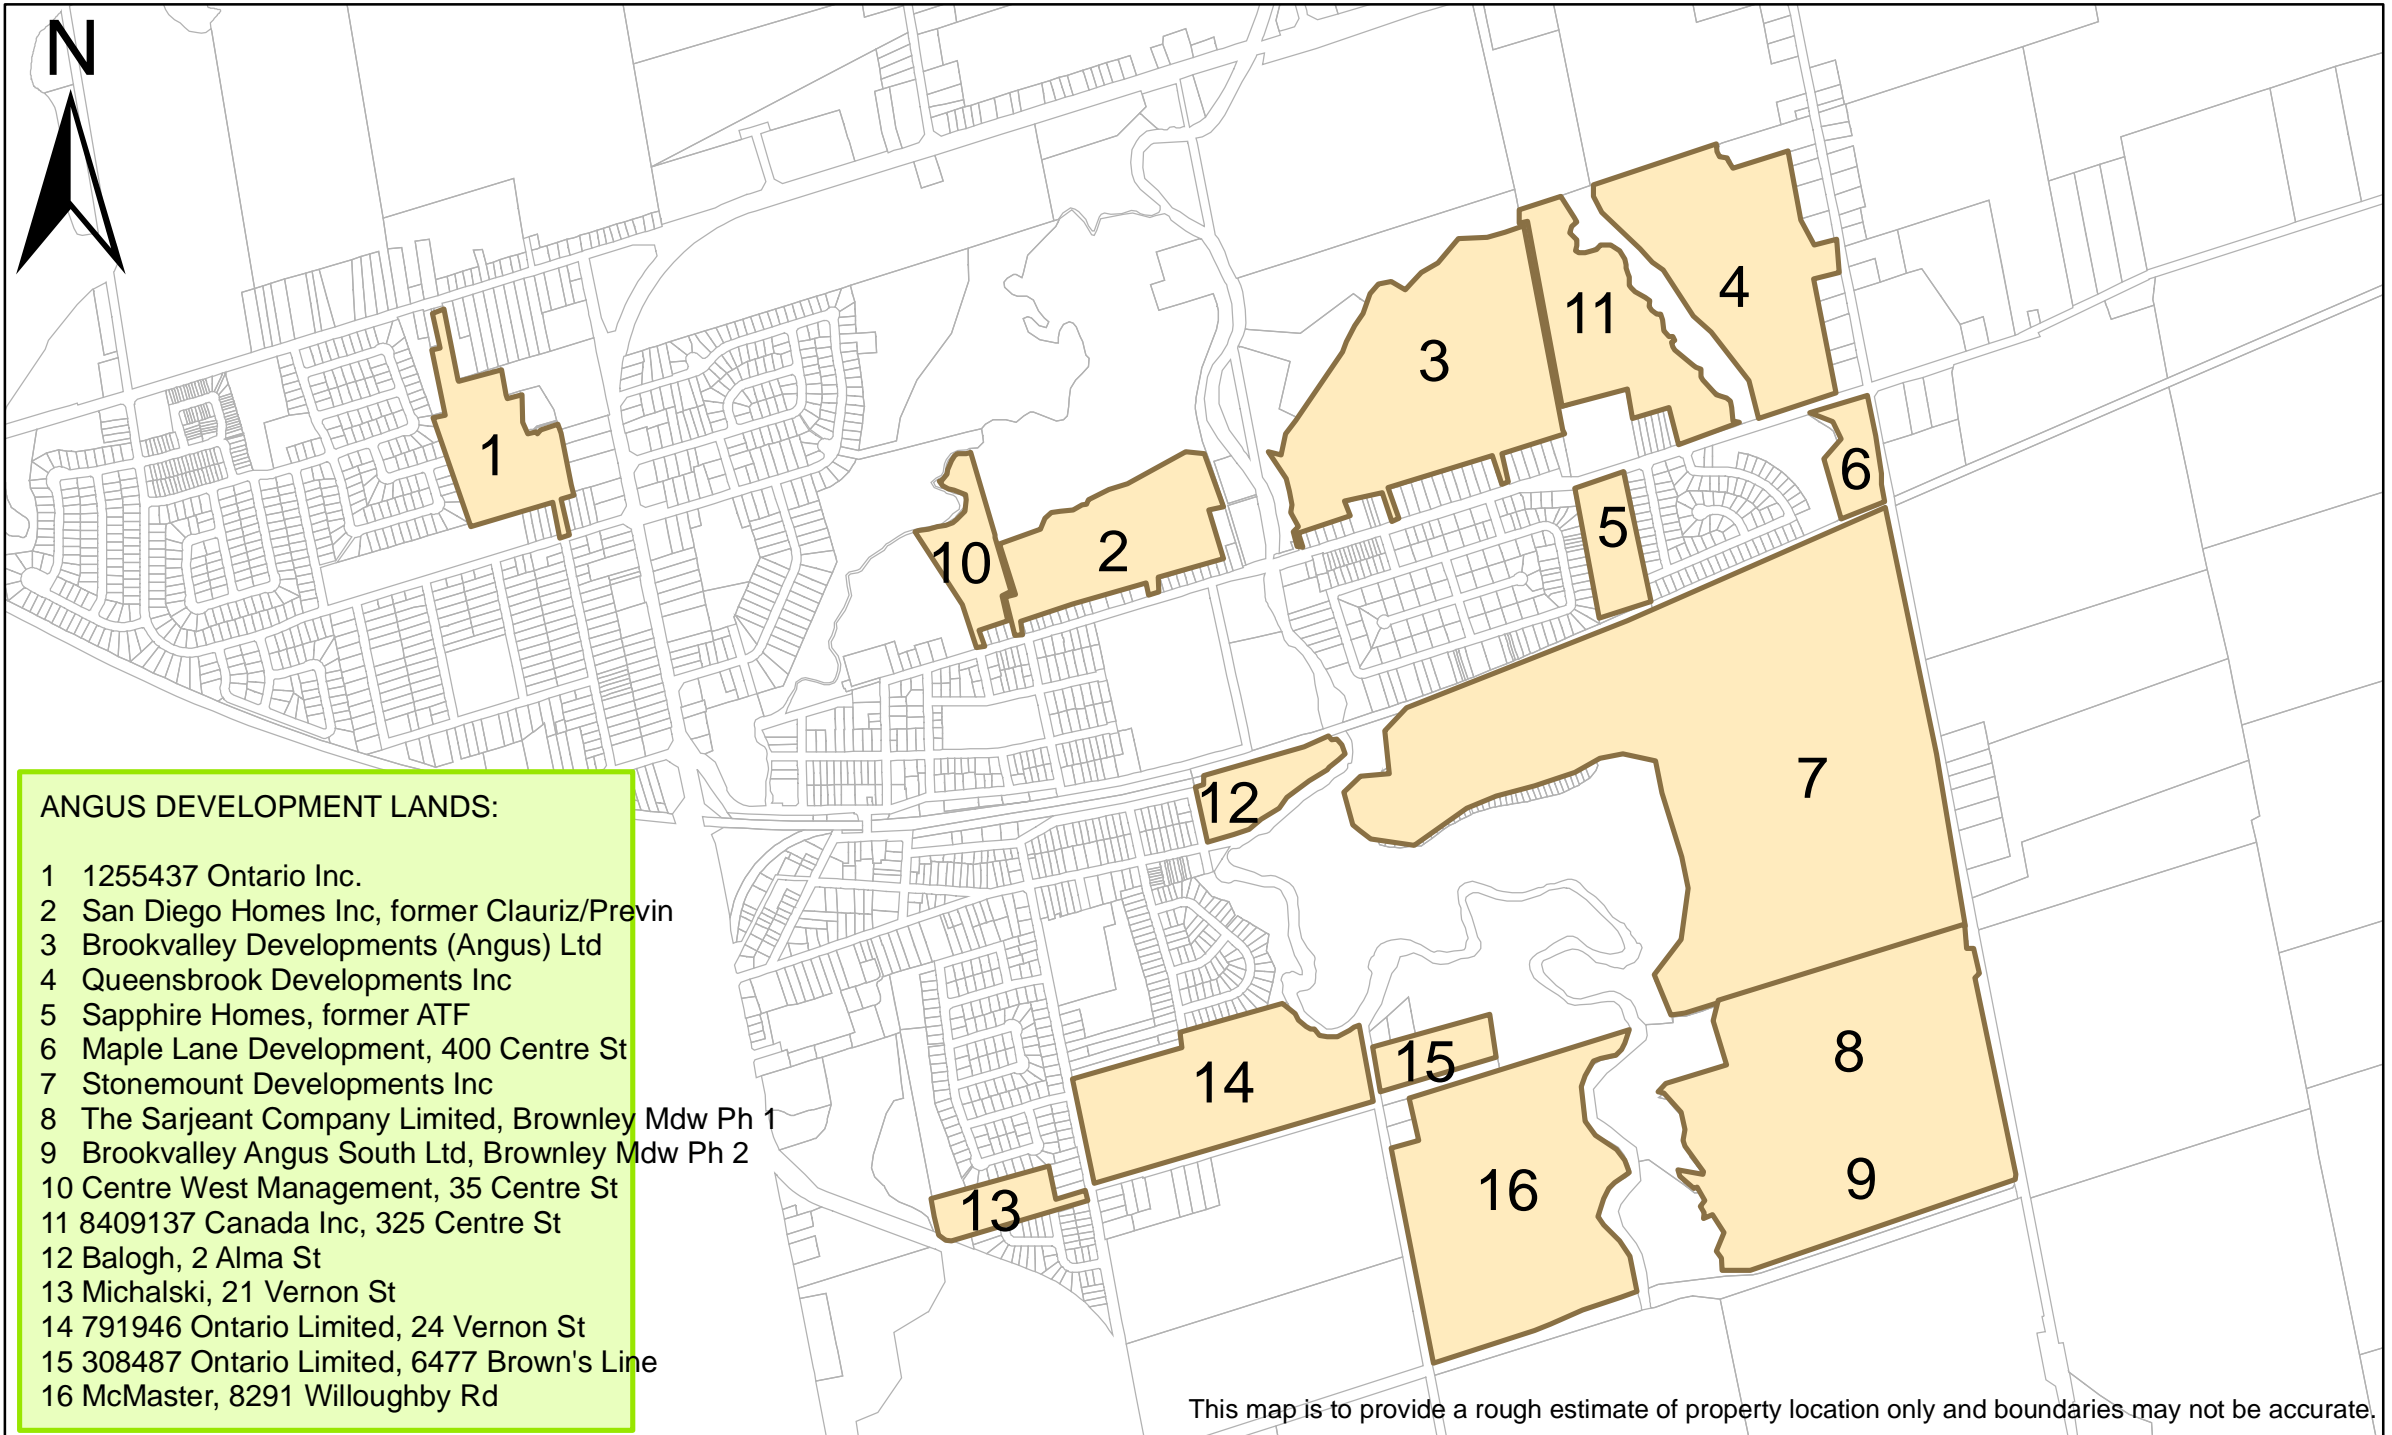 N
4
11
3
1
6
5
10
2
7
12
ANGUS DEVELOPMENT LANDS:
1 1255437 Ontario Inc.
2 San Diego Homes Inc, former Clauriz/Previn
3 Brookvalley Developments (Angus) Ltd
4 Queensbrook Developments Inc
5 Sapphire Homes, former ATF
6 Maple Lane Development, 400 Centre St
7 Stonemount Developments Inc
8 The Sarjeant Company Limited, Brownley Mdw Ph 1
9 Brookvalley Angus South Ltd, Brownley Mdw Ph 2
10 Centre West Management, 35 Centre St
11 8409137 Canada Inc, 325 Centre St
12 Balogh, 2 Alma St
13 Michalski, 21 Vernon St
14 791946 Ontario Limited, 24 Vernon St
15 308487 Ontario Limited, 6477 Brown's Line
16 McMaster, 8291 Willoughby Rd
8
15
14
9
16
13
This map is to provide a rough estimate of property location only and boundaries may not be accurate.